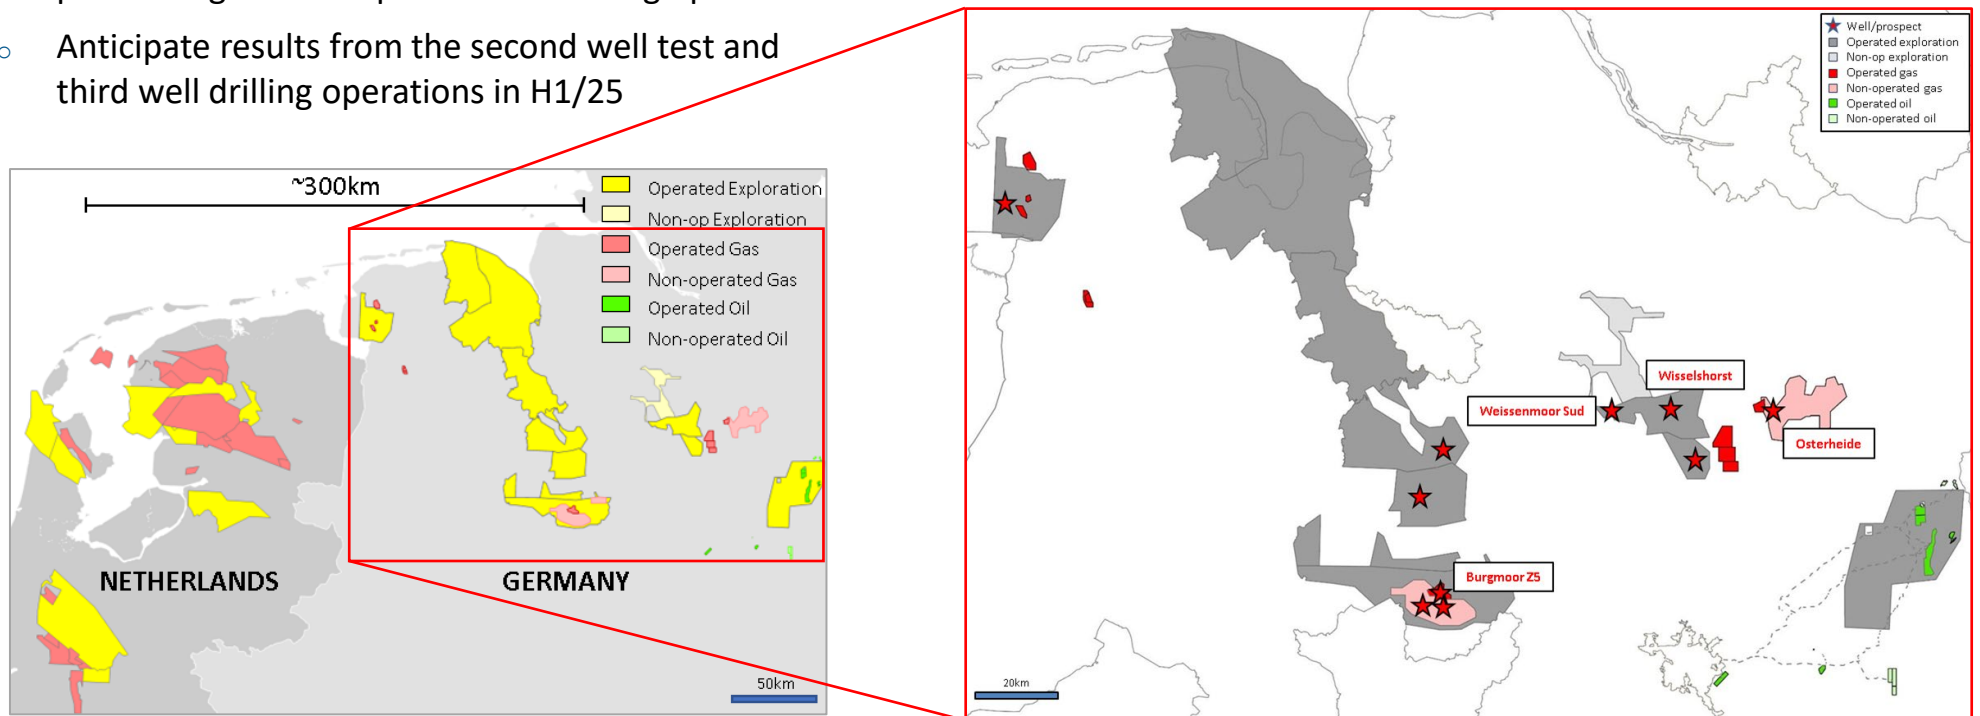 Anticipate results from the second well test and
third well drilling operations in H1/25
~300km
Operated Exploration
Non-op Exploration
Operated Gas
Non-operated Gas
Operated Oil
Non-operated Oil
NETHERLANDS
GERMANY
50km
Well/prospect
Operated exploration
Non-op exploration
Operated gas
Non-operated gas
Operated oil
Non-operated oil
Wisselshorst
Weissenmoor Sud
Osterheide
Burgmoor Z5
20km